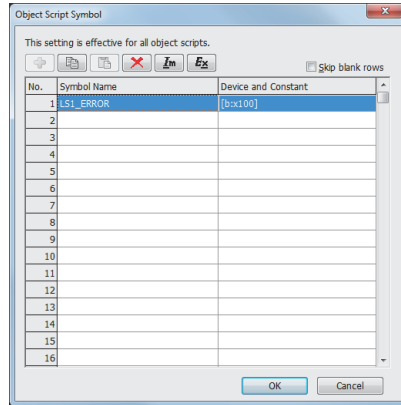 Object Script Symbol
This setting is effective for all object scripts.
Im Ex Skip blank rows
No. Symbol Name Device and Constant
1 LS1_ERROR [b:x100]
2
3
4
5
6
7
8
9
10
11
12
13
14
15
16
OK Cancel